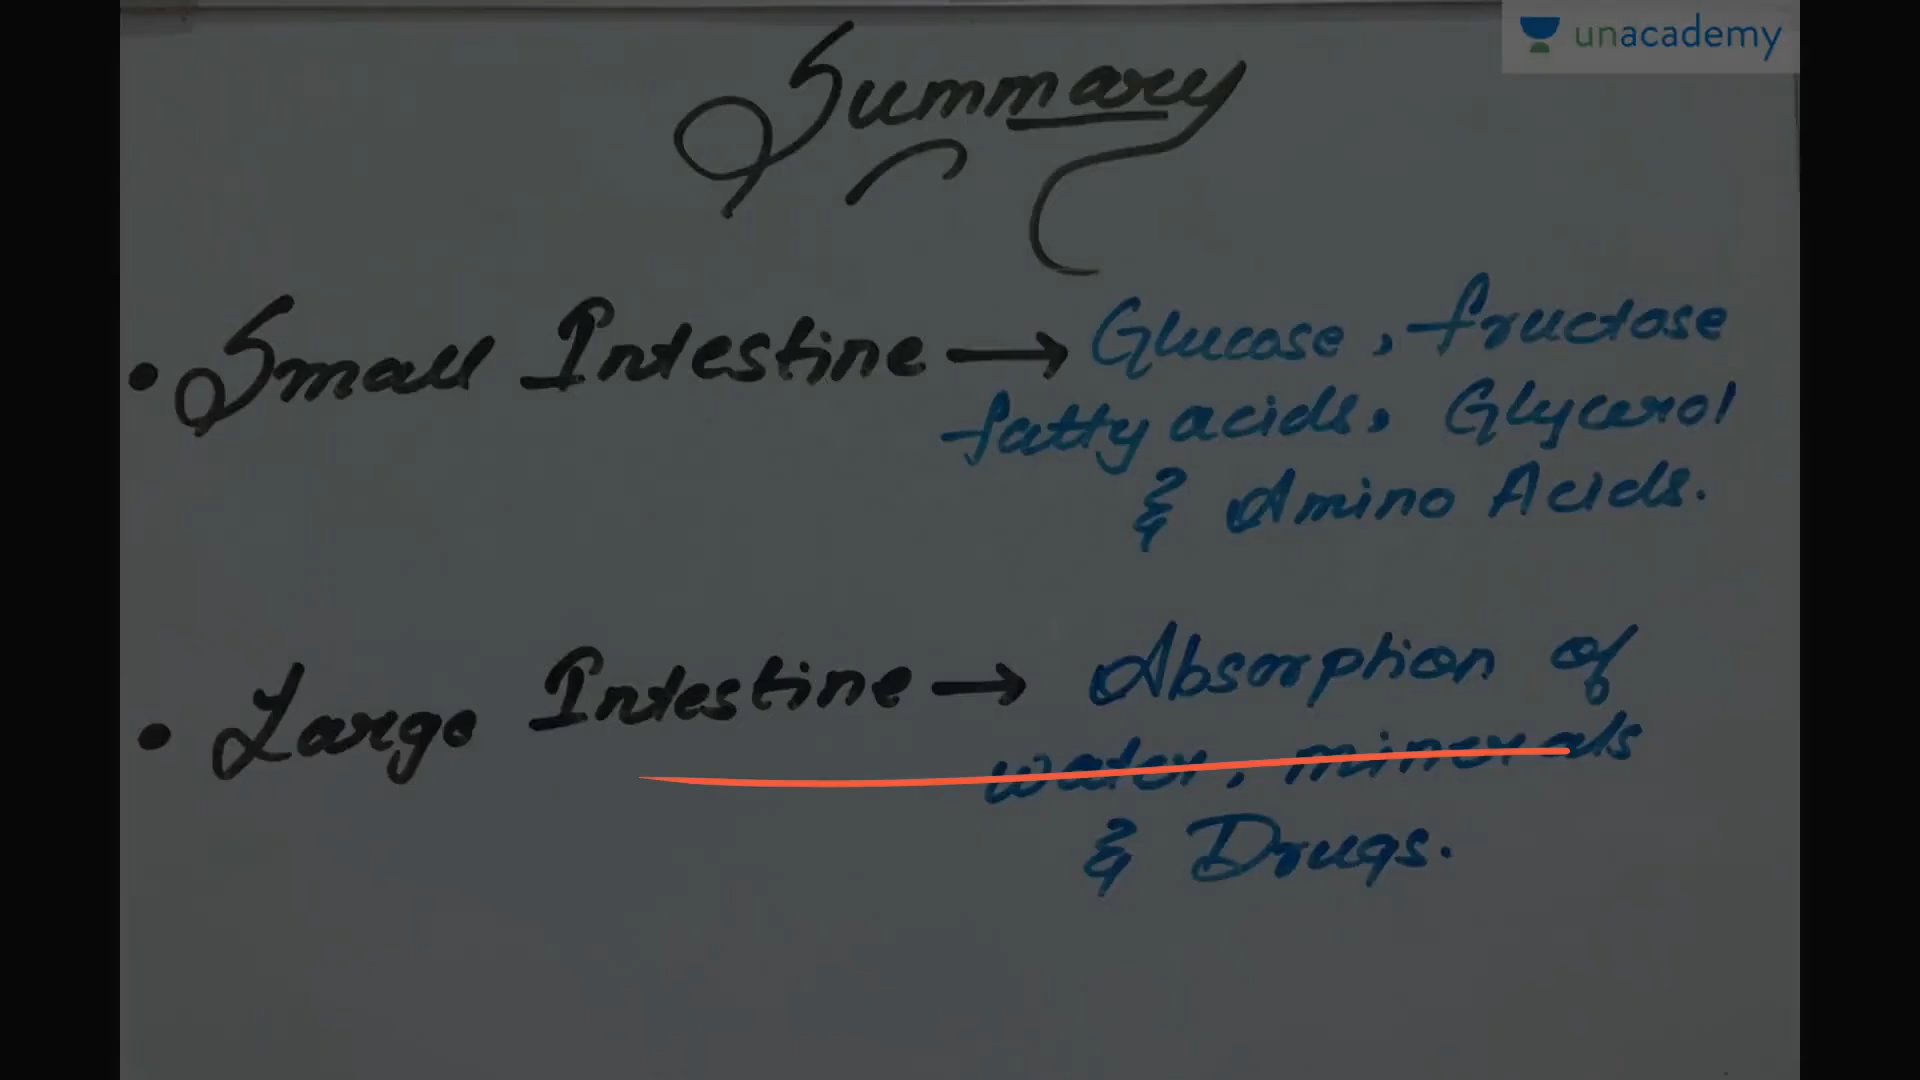 unacademy
Summary
• Small Intestine → Glucose, fructose
fatty acids, Glycerol
& Amino Acids.
• Large Intestine → Absorption of
water, minerals
& Drugs.